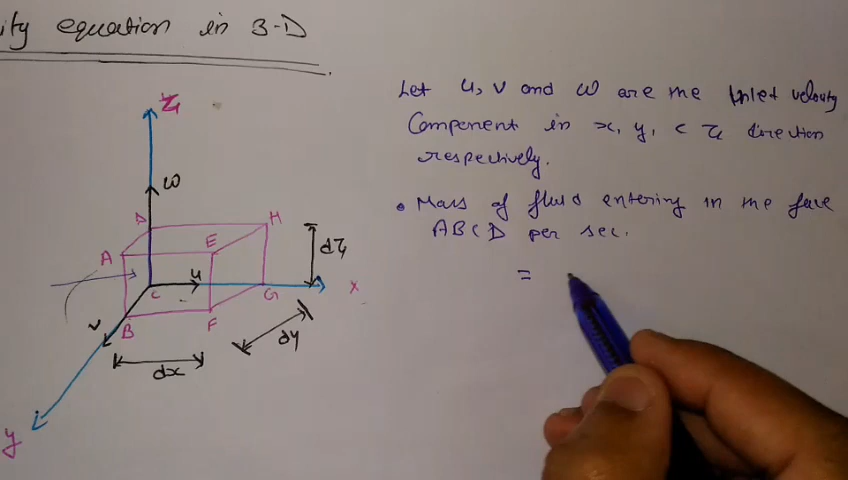 ity equation in 3-D
Let u, v and w are the Inlet velocity
Component in x, y, & z direction
respectively.
• Mass of fluid entering in the face
ABCD per sec.
=
z
w
D
H
A
E
dz
u
x
C
G
v
B
F
dy
dx
y